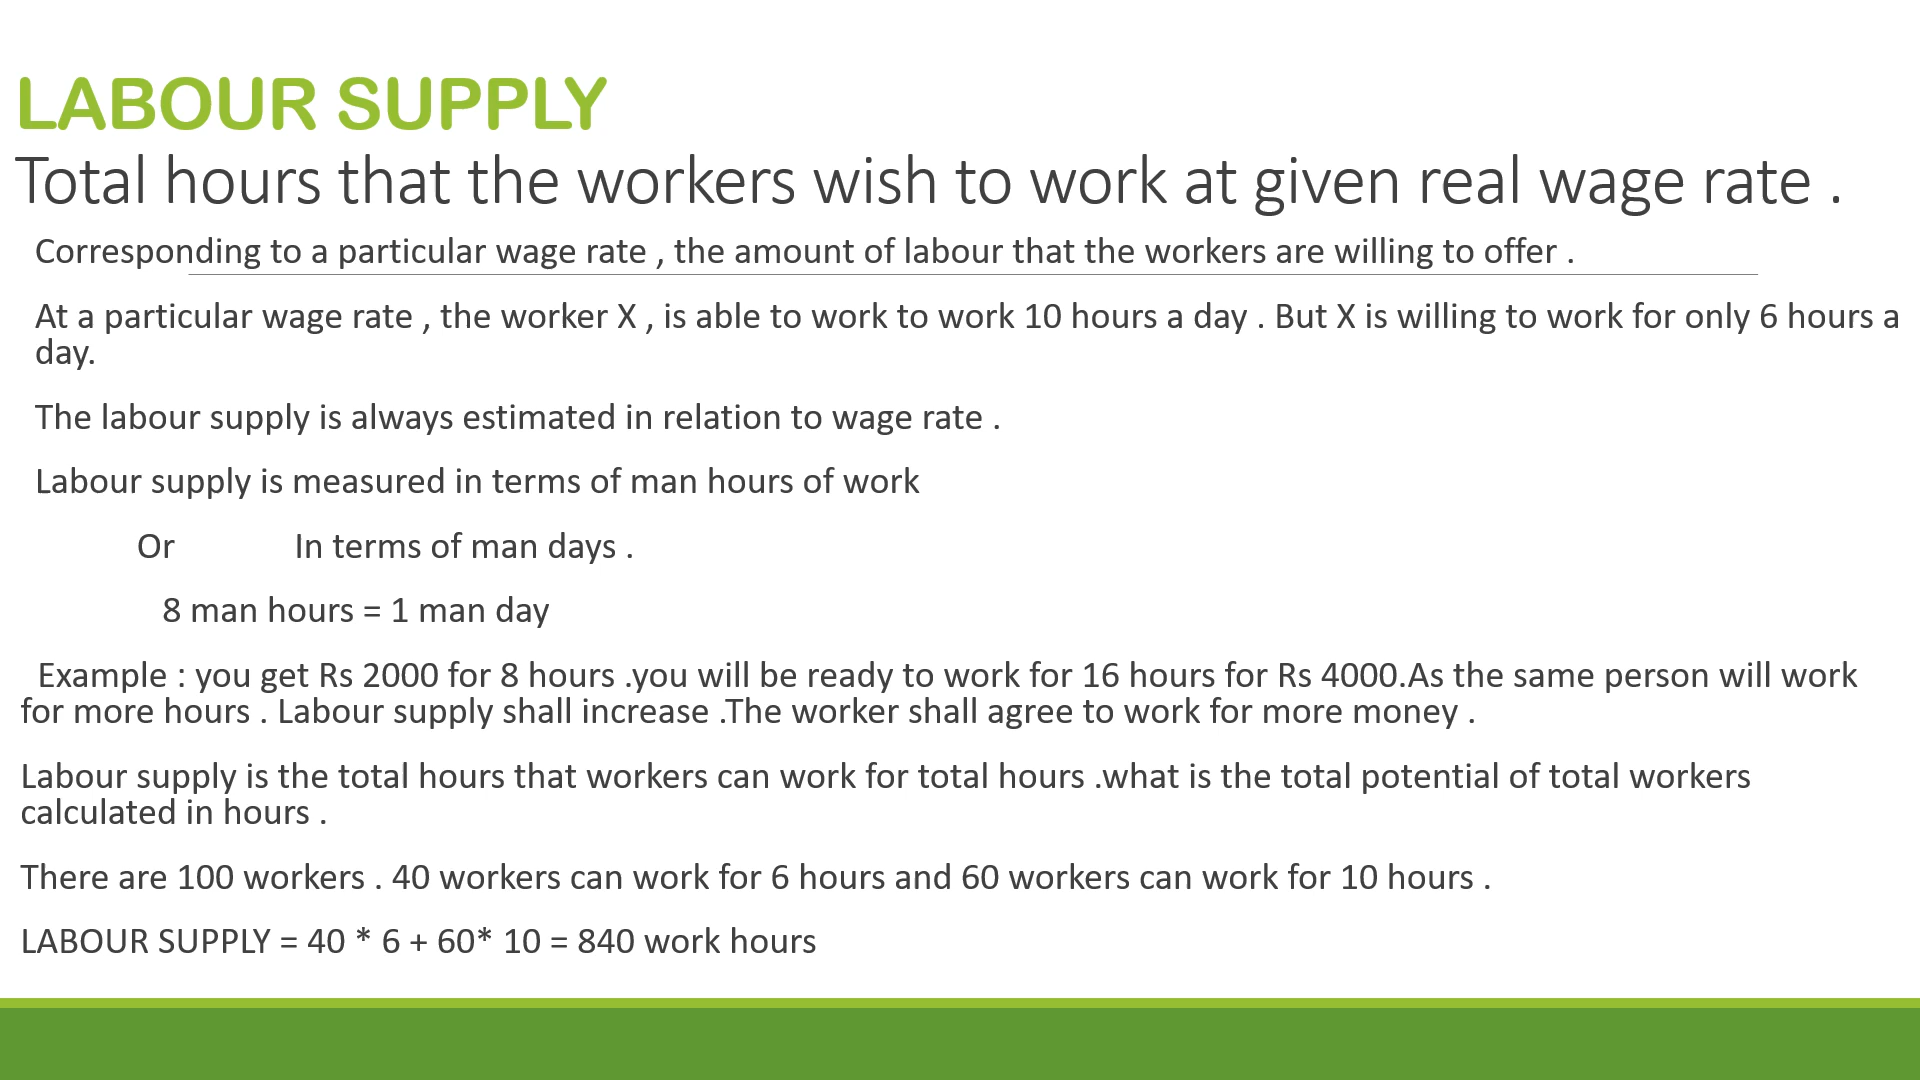 LABOUR SUPPLY
Total hours that the workers wish to work at given real wage rate .
Corresponding to a particular wage rate , the amount of labour that the workers are willing to offer .
At a particular wage rate , the worker X , is able to work to work 10 hours a day . But X is willing to work for only 6 hours a
day.
The labour supply is always estimated in relation to wage rate .
Labour supply is measured in terms of man hours of work
Or In terms of man days .
8 man hours = 1 man day
Example : you get Rs 2000 for 8 hours .you will be ready to work for 16 hours for Rs 4000.As the same person will work
for more hours . Labour supply shall increase .The worker shall agree to work for more money .
Labour supply is the total hours that workers can work for total hours .what is the total potential of total workers
calculated in hours .
There are 100 workers . 40 workers can work for 6 hours and 60 workers can work for 10 hours .
LABOUR SUPPLY = 40 * 6 + 60* 10 = 840 work hours